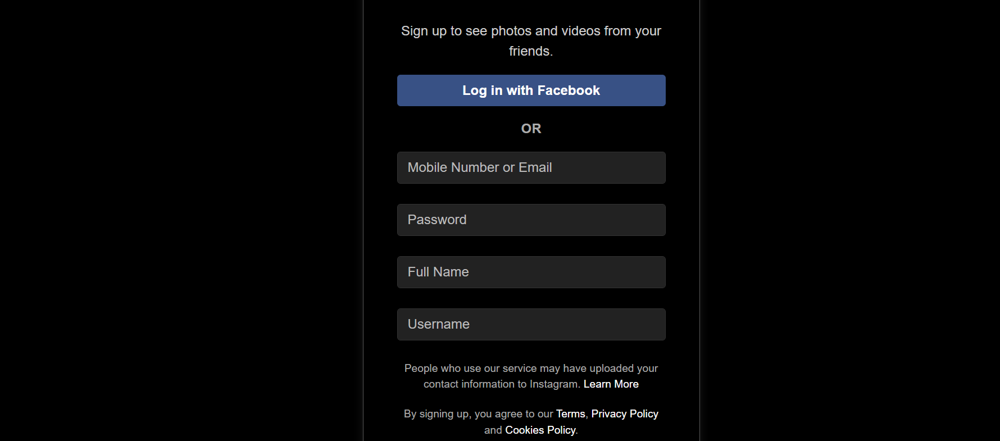 Sign up to see photos and videos from your
friends.
Log in with Facebook
OR
Mobile Number or Email
Password
Full Name
Username
People who use our service may have uploaded your
contact information to Instagram. Learn More
By signing up, you agree to our Terms, Privacy Policy
and Cookies Policy.